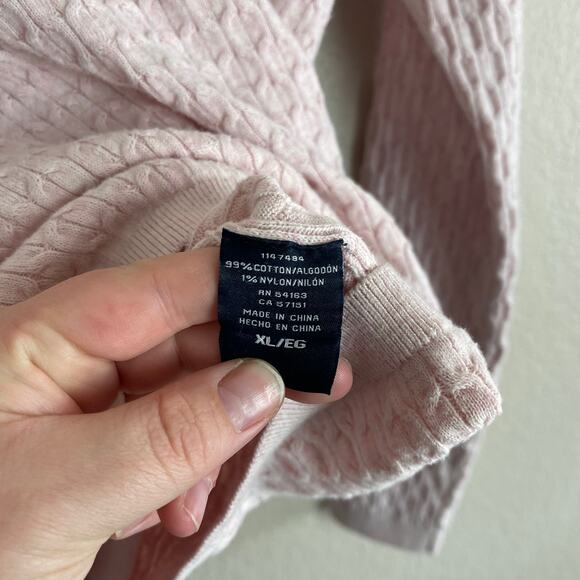 1147484
99% COTTON/ALGODÓN
1% NYLON/NILÓN
RN 54163
CA 57151
MADE IN CHINA
HECHO EN CHINA
XL/EG